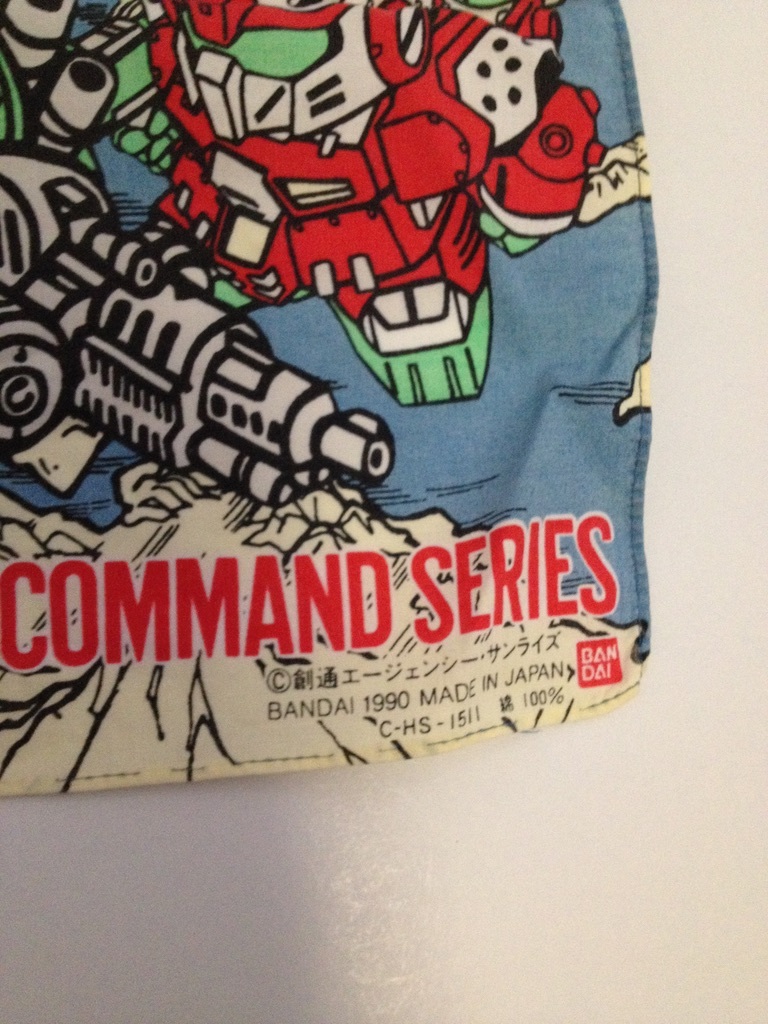 COMMAND SERIES
©創通エージェンシー・サンライズ
BANDAI 1990 MADE IN JAPAN
C-HS-1511 綿 100%
BAN
DAI